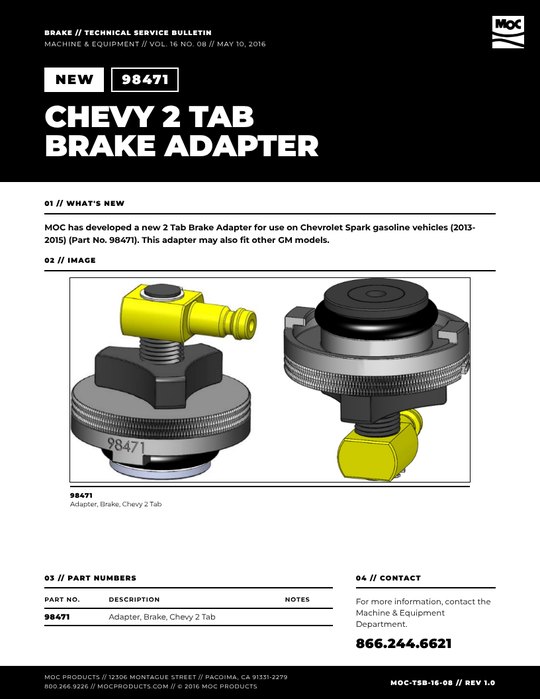 MOC
BRAKE // TECHNICAL SERVICE BULLETIN
MACHINE & EQUIPMENT // VOL. 16 NO. 08 // MAY 10, 2016
NEW 98471
CHEVY 2 TAB
BRAKE ADAPTER
01 // WHAT'S NEW
MOC has developed a new 2 Tab Brake Adapter for use on Chevrolet Spark gasoline vehicles (2013-
2015) (Part No. 98471). This adapter may also fit other GM models.
02 // IMAGE
98471
98471
Adapter, Brake, Chevy 2 Tab
03 // PART NUMBERS
PART NO. DESCRIPTION NOTES
98471 Adapter, Brake, Chevy 2 Tab
04 // CONTACT
For more information, contact the
Machine & Equipment
Department.
866.244.6621
MOC PRODUCTS // 12306 MONTAGUE STREET // PACOIMA, CA 91331-2279
800.266.9226 // MOCPRODUCTS.COM // © 2016 MOC PRODUCTS
MOC-TSB-16-08 // REV 1.0